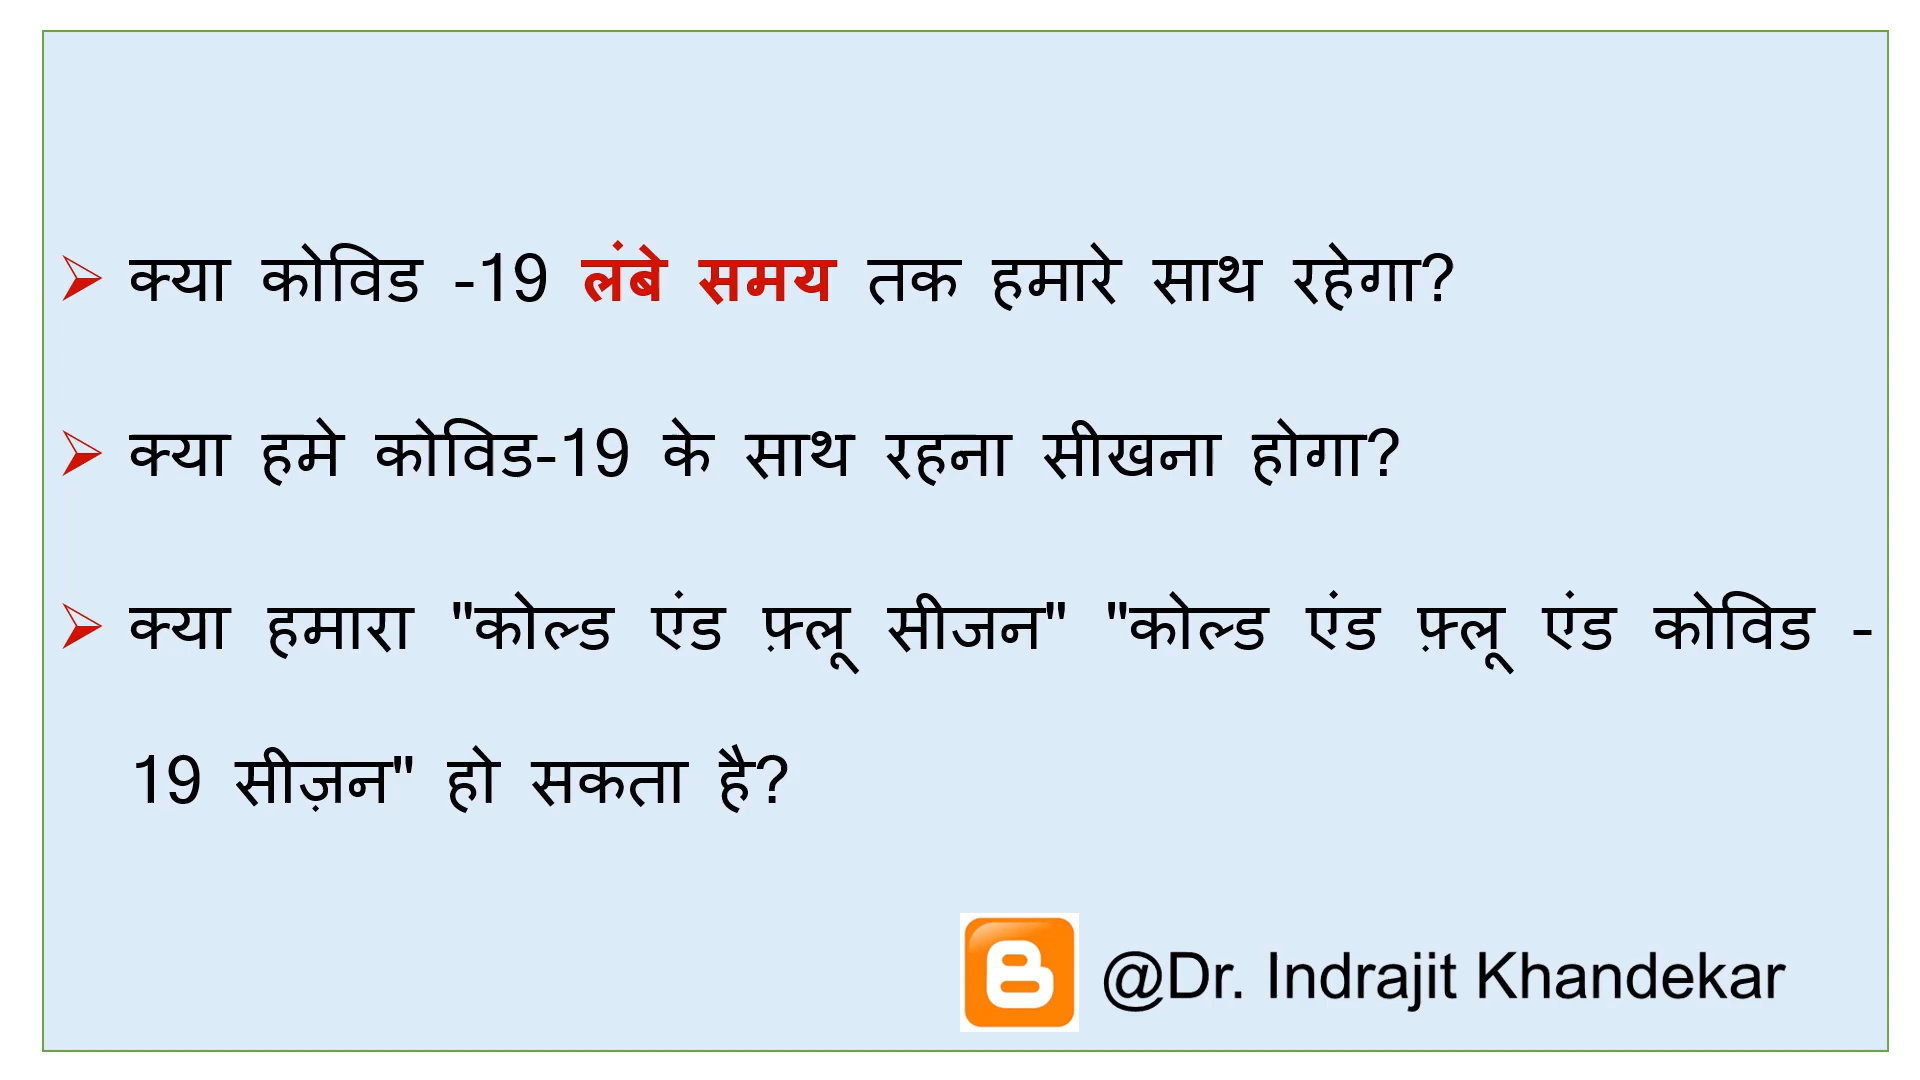 क्या कोविड -19 लंबे समय तक हमारे साथ रहेगा?
क्या हमे कोविड-19 के साथ रहना सीखना होगा?
क्या हमारा "कोल्ड एंड फ़्लू सीजन" "कोल्ड एंड फ़्लू एंड कोविड -
19 सीज़न" हो सकता है?
@Dr. Indrajit Khandekar